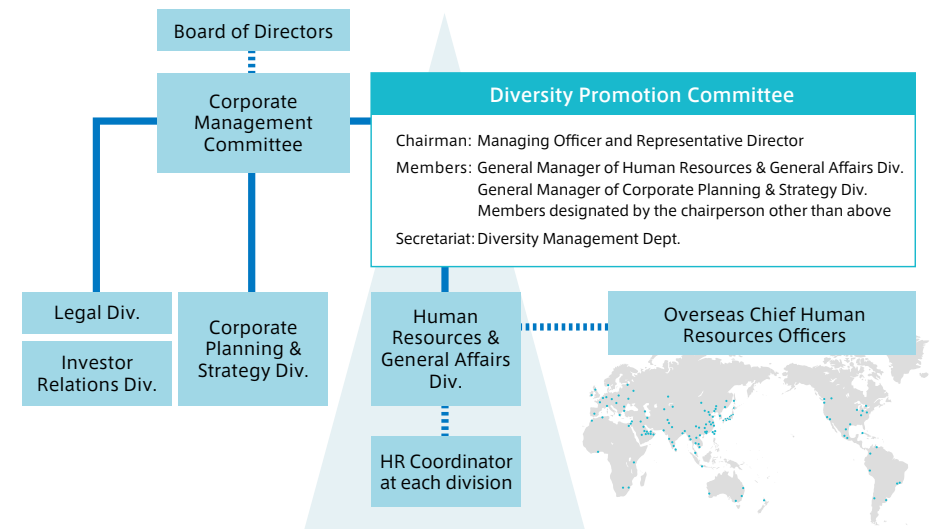 Board of Directors
Corporate
Management
Committee
Diversity Promotion Committee
Chairman: Managing Officer and Representative Director
Members: General Manager of Human Resources & General Affairs Div.
General Manager of Corporate Planning & Strategy Div.
Members designated by the chairperson other than above
Secretariat: Diversity Management Dept.
Legal Div.
Investor
Relations Div.
Corporate
Planning &
Strategy Div.
Human
Resources &
General Affairs
Div.
Overseas Chief Human
Resources Officers
HR Coordinator
at each division